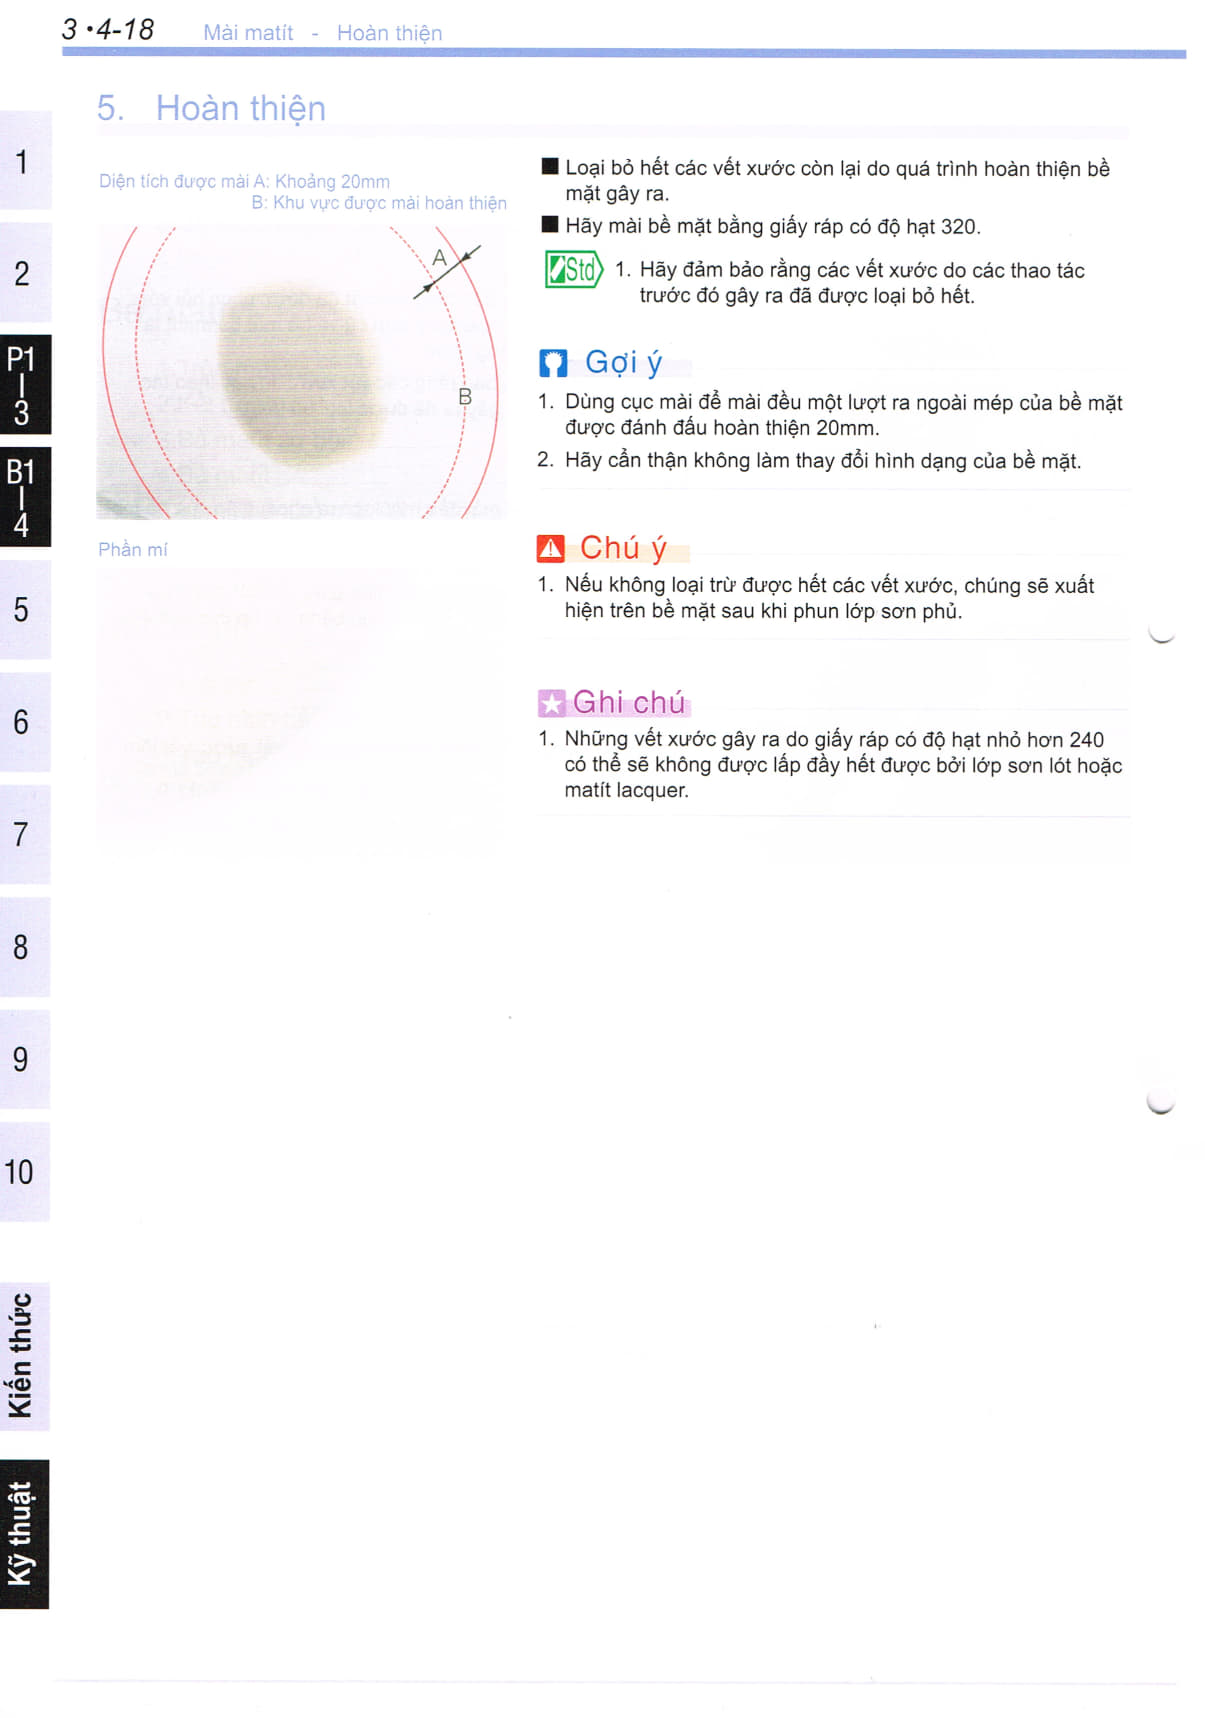 3 • 4-18 Mài matít - Hoàn thiện
5. Hoàn thiện
Diện tích được mài A: Khoảng 20mm
B: Khu vực được mài hoàn thiện
A
B
Phần mí
■ Loại bỏ hết các vết xước còn lại do quá trình hoàn thiện bề
mặt gây ra.
■ Hãy mài bề mặt bằng giấy ráp có độ hạt 320.
Std 1. Hãy đảm bảo rằng các vết xước do các thao tác
trước đó gây ra đã được loại bỏ hết.
Gợi ý
1. Dùng cục mài để mài đều một lượt ra ngoài mép của bề mặt
được đánh đấu hoàn thiện 20mm.
2. Hãy cẩn thận không làm thay đổi hình dạng của bề mặt.
Chú ý
1. Nếu không loại trừ được hết các vết xước, chúng sẽ xuất
hiện trên bề mặt sau khi phun lớp sơn phủ.
Ghi chú
1. Những vết xước gây ra do giấy ráp có độ hạt nhỏ hơn 240
có thể sẽ không được lấp đầy hết được bởi lớp sơn lót hoặc
matít lacquer.
1
2
P1
|
3
B1
|
4
5
6
7
8
9
10
Kiến thức
Kỹ thuật